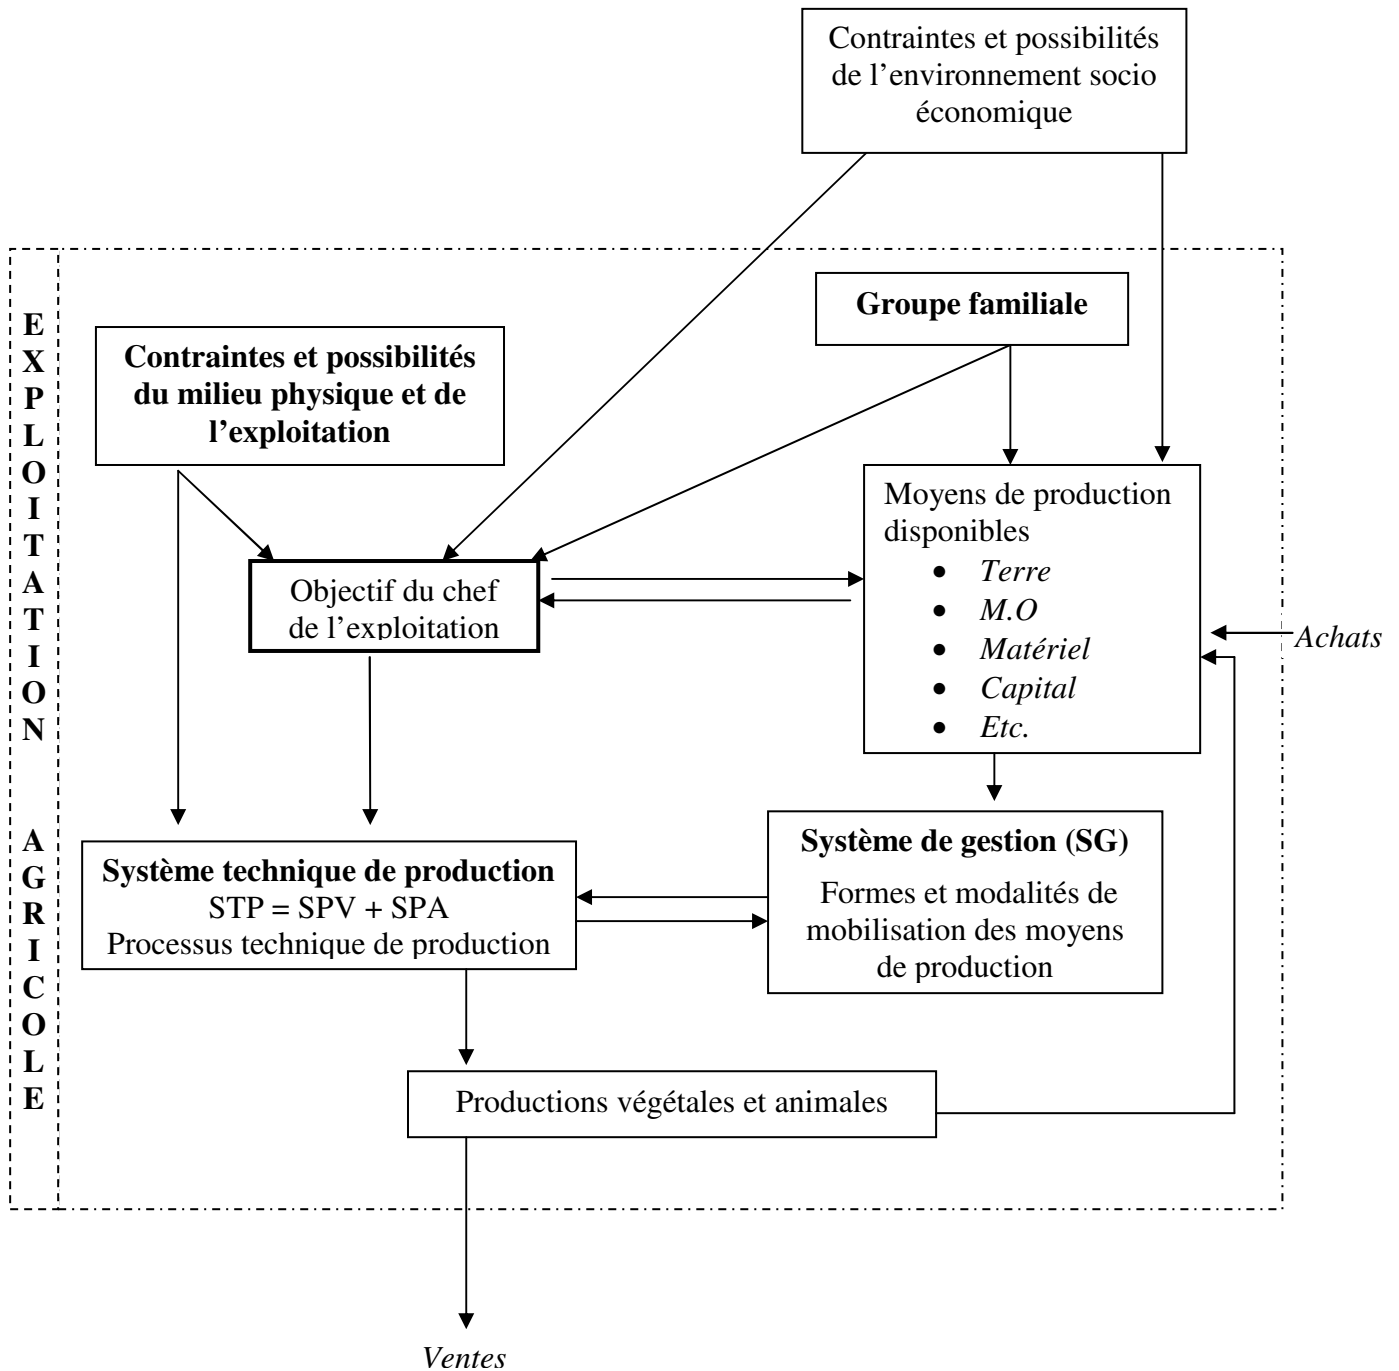 Contraintes et possibilités
de l’environnement socio
économique
EXPLOITATION
AGRICOLE
Groupe familiale
Contraintes et possibilités
du milieu physique et de
l’exploitation
Moyens de production
disponibles
• Terre
• M.O
• Matériel
• Capital
• Etc.
Objectif du chef
de l’exploitation
Achats
Système technique de production
STP = SPV + SPA
Processus technique de production
Système de gestion (SG)
Formes et modalités de
mobilisation des moyens
de production
Productions végétales et animales
Ventes